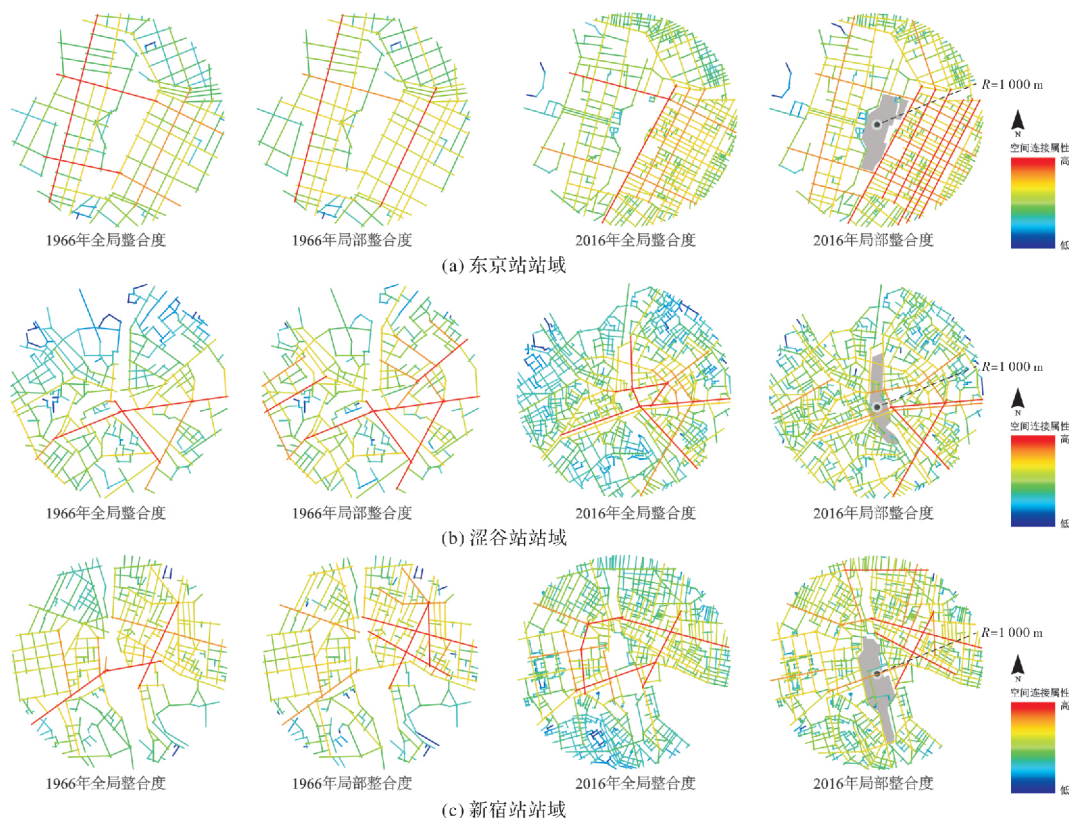 R=1 000 m
N
空间连接属性
高
低
1966年全局整合度
1966年局部整合度
2016年全局整合度
2016年局部整合度
(a) 东京站站域
R=1 000 m
N
空间连接属性
高
低
1966年全局整合度
1966年局部整合度
2016年全局整合度
2016年局部整合度
(b) 涩谷站站域
R=1 000 m
N
空间连接属性
高
低
1966年全局整合度
1966年局部整合度
2016年全局整合度
2016年局部整合度
(c) 新宿站站域